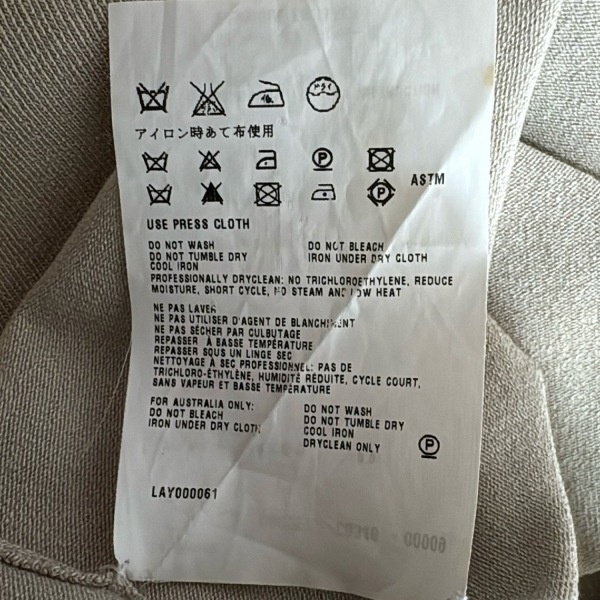 ドライ
アイロン時あて布使用
P
ASTM
P
USE PRESS CLOTH
DO NOT WASH DO NOT BLEACH
DO NOT TUMBLE DRY IRON UNDER DRY CLOTH
COOL IRON
PROFESSIONALLY DRYCLEAN: NO TRICHLOROETHYLENE, REDUCE
MOISTURE, SHORT CYCLE, NO STEAM AND LOW HEAT
NE PAS LAVER
NE PAS UTILISER D'AGENT DE BLANCHIMENT
NE PAS SÉCHER PAR CULBUTAGE
REPASSER À BASSE TEMPÉRATURE
REPASSER SOUS UN LINGE SEC
NETTOYAGE À SEC PROFESSIONNEL: PAS DE
TRICHLORO-ÉTHYLÈNE, HUMIDITÉ RÉDUITE, CYCLE COURT,
SANS VAPEUR ET BASSE TEMPÉRATURE
FOR AUSTRALIA ONLY: DO NOT WASH
DO NOT BLEACH DO NOT TUMBLE DRY
IRON UNDER DRY CLOTH COOL IRON
DRYCLEAN ONLY P
LAY000061